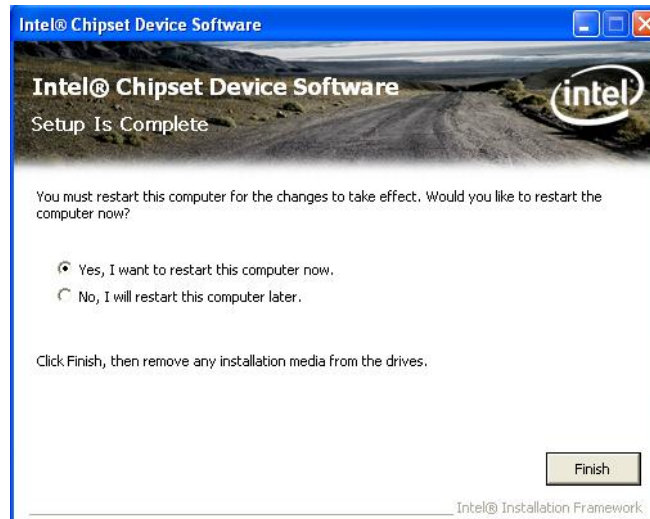 Intel® Chipset Device Software
Intel® Chipset Device Software
intel
Setup Is Complete
You must restart this computer for the changes to take effect. Would you like to restart the
computer now?
Yes, I want to restart this computer now.
No, I will restart this computer later.
Click Finish, then remove any installation media from the drives.
Finish
Intel® Installation Framework